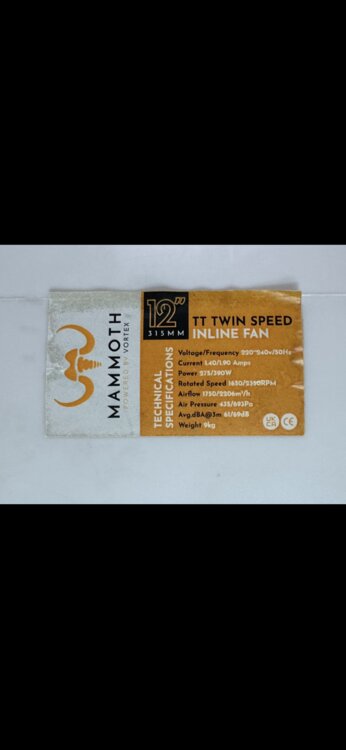 MAMMOTH
POWERED BY VORTEX
12"
315MM
TT TWIN SPEED
INLINE FAN
TECHNICAL
SPECIFICATIONS
Voltage/Frequency 220~240v/50Hz
Current 1.40/1.90 Amps
Power 275/390W
Rotated Speed 1650/2350RPM
Airflow 1750/2206m³/h
Air Pressure 435/693Pa
Avg.dBA@3m 61/69dB
Weight 9kg
UK
CA
CE